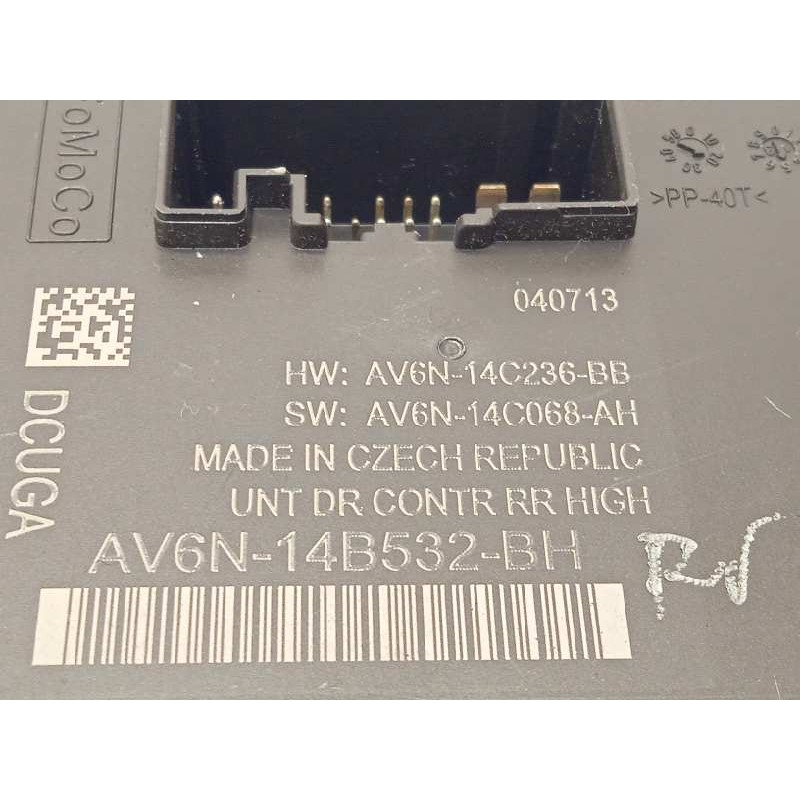 FoMoCo
>PP-40T<
040713
HW: AV6N-14C236-BB
SW: AV6N-14C068-AH
MADE IN CZECH REPUBLIC
UNT DR CONTR RR HIGH
DCUGA
AV6N-14B532-BH